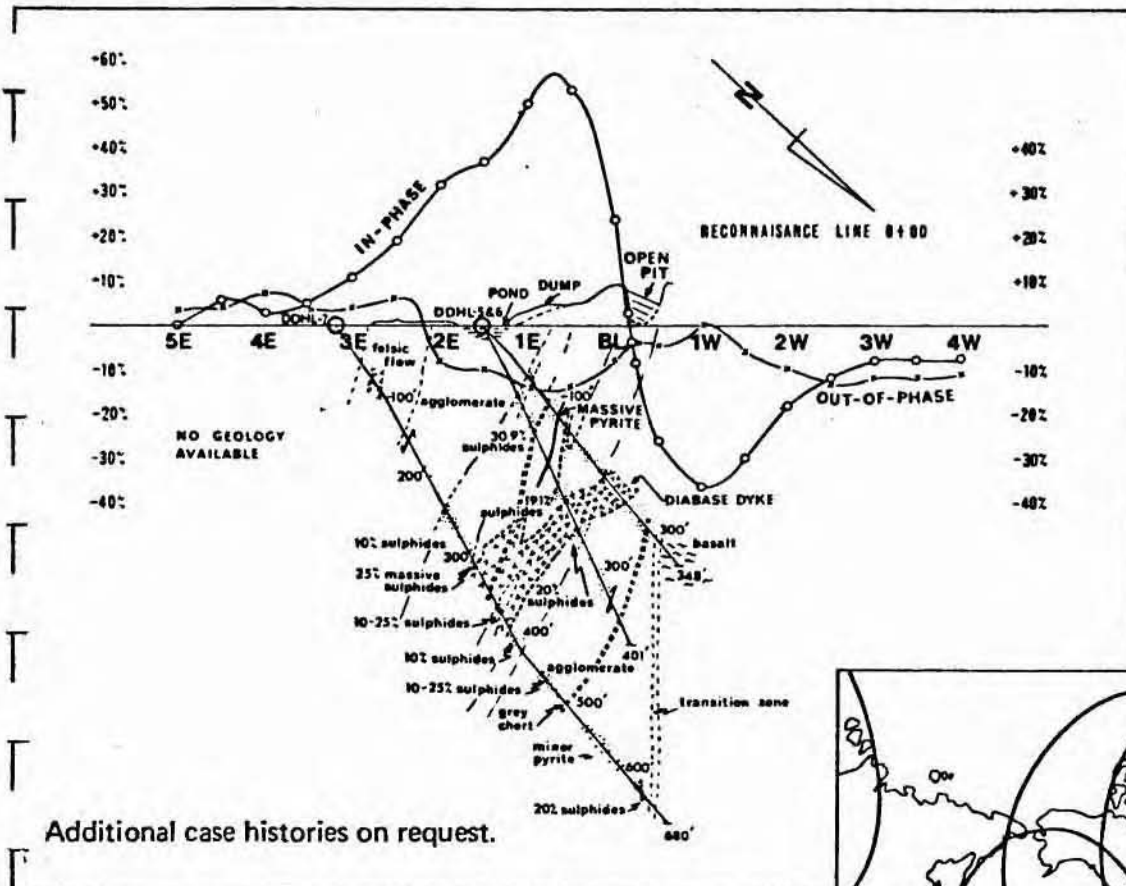 +60%
+50%
+40%
+30%
+20%
+10%
-10%
-20%
-30%
-40%
+40%
+30%
+20%
+10%
-10%
-20%
-30%
-40%
N
RECONNAISANCE LINE 0+00
IN-PHASE
OUT-OF-PHASE
OPEN
PIT
DUMP
POND
DDHL-7
DDHL-5&6
5E
4E
3E
2E
1E
BL
1W
2W
3W
4W
felsic
flow
100'
agglomerate
100'
MASSIVE
PYRITE
NO GEOLOGY
AVAILABLE
30.9%
sulphides
200'
19.1%
sulphides
DIABASE DYKE
10% sulphides
300'
300'
basalt
25% massive
sulphides
300'
348'
20%
sulphides
10-25% sulphides
400'
401'
10% sulphides
agglomerate
10-25% sulphides
500'
transition zone
grey
chert
minor
pyrite
600'
20% sulphides
680'
Additional case histories on request.